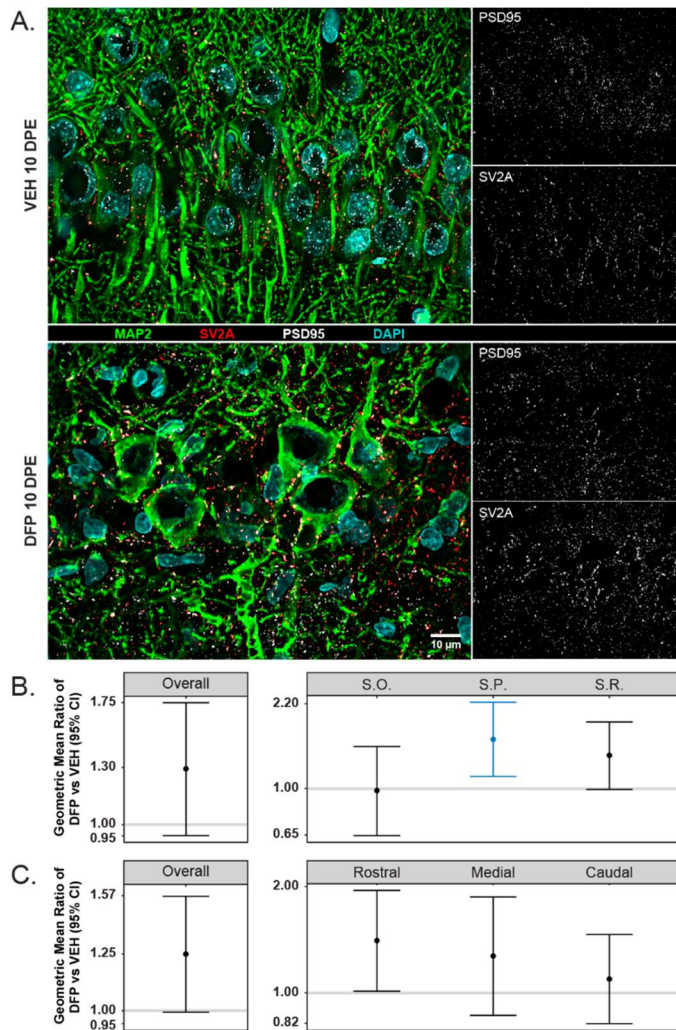 A.
VEH 10 DPE
PSD95
SV2A
MAP2 SV2A PSD95 DAPI
DFP 10 DPE
PSD95
SV2A
10 µm
B.
Geometric Mean Ratio of
DFP vs VEH (95% CI)
Overall
1.75
1.30
1.00
0.95
S.O. S.P. S.R.
2.20
1.00
0.65
C.
Geometric Mean Ratio of
DFP vs VEH (95% CI)
Overall
1.57
1.25
1.00
0.95
Rostral Medial Caudal
2.00
1.00
0.82